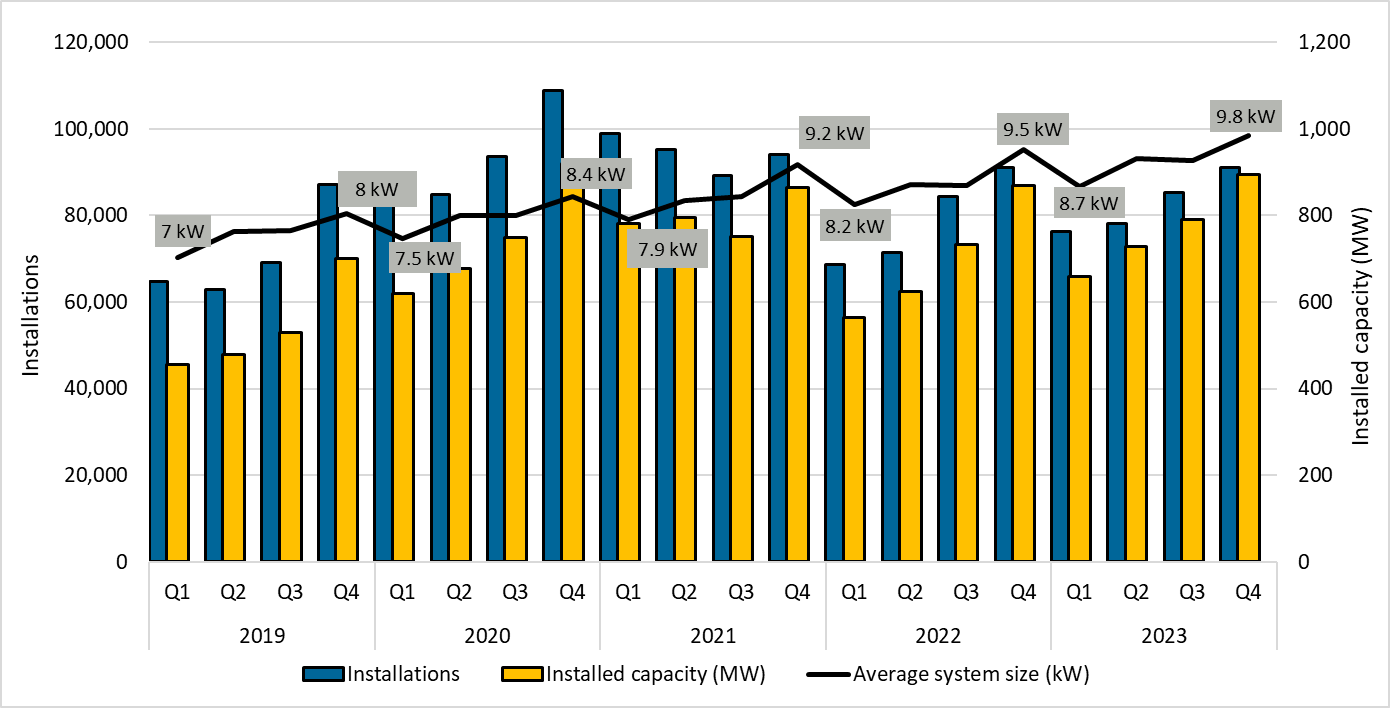 120,000
100,000
80,000
60,000
40,000
20,000
0
Installations
1,200
1,000
800
600
400
200
0
Installed capacity (MW)
7 kW
8 kW
7.5 kW
8.4 kW
7.9 kW
9.2 kW
8.2 kW
9.5 kW
8.7 kW
9.8 kW
Q1 Q2 Q3 Q4 Q1 Q2 Q3 Q4 Q1 Q2 Q3 Q4 Q1 Q2 Q3 Q4 Q1 Q2 Q3 Q4
2019 2020 2021 2022 2023
Installations Installed capacity (MW) Average system size (kW)